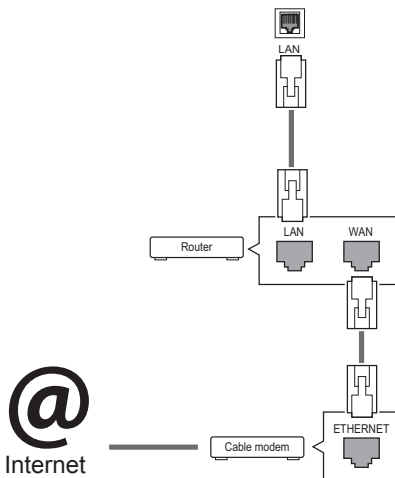 LAN
LAN
WAN
Router
ETHERNET
Cable modem
@
Internet